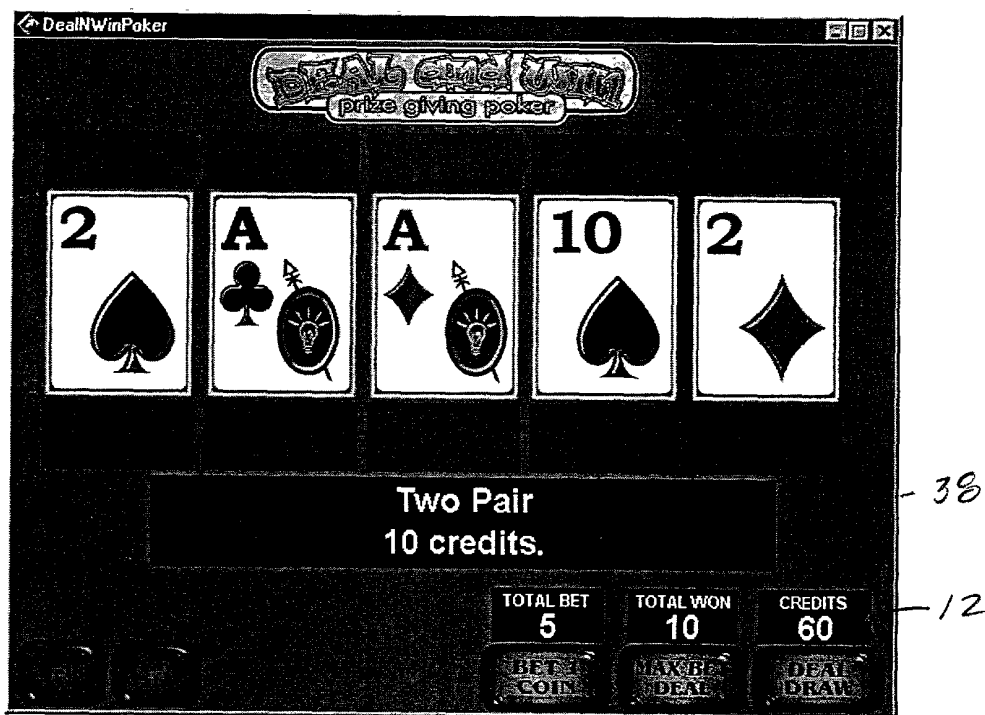 DealNWinPoker
DEAL and WIN
prize giving poker
2 A A 10 2
Two Pair
10 credits.
38
TOTAL BET TOTAL WON CREDITS
5 10 60
12
BET 1 MAX BET DEAL
COIN DEAL DRAW